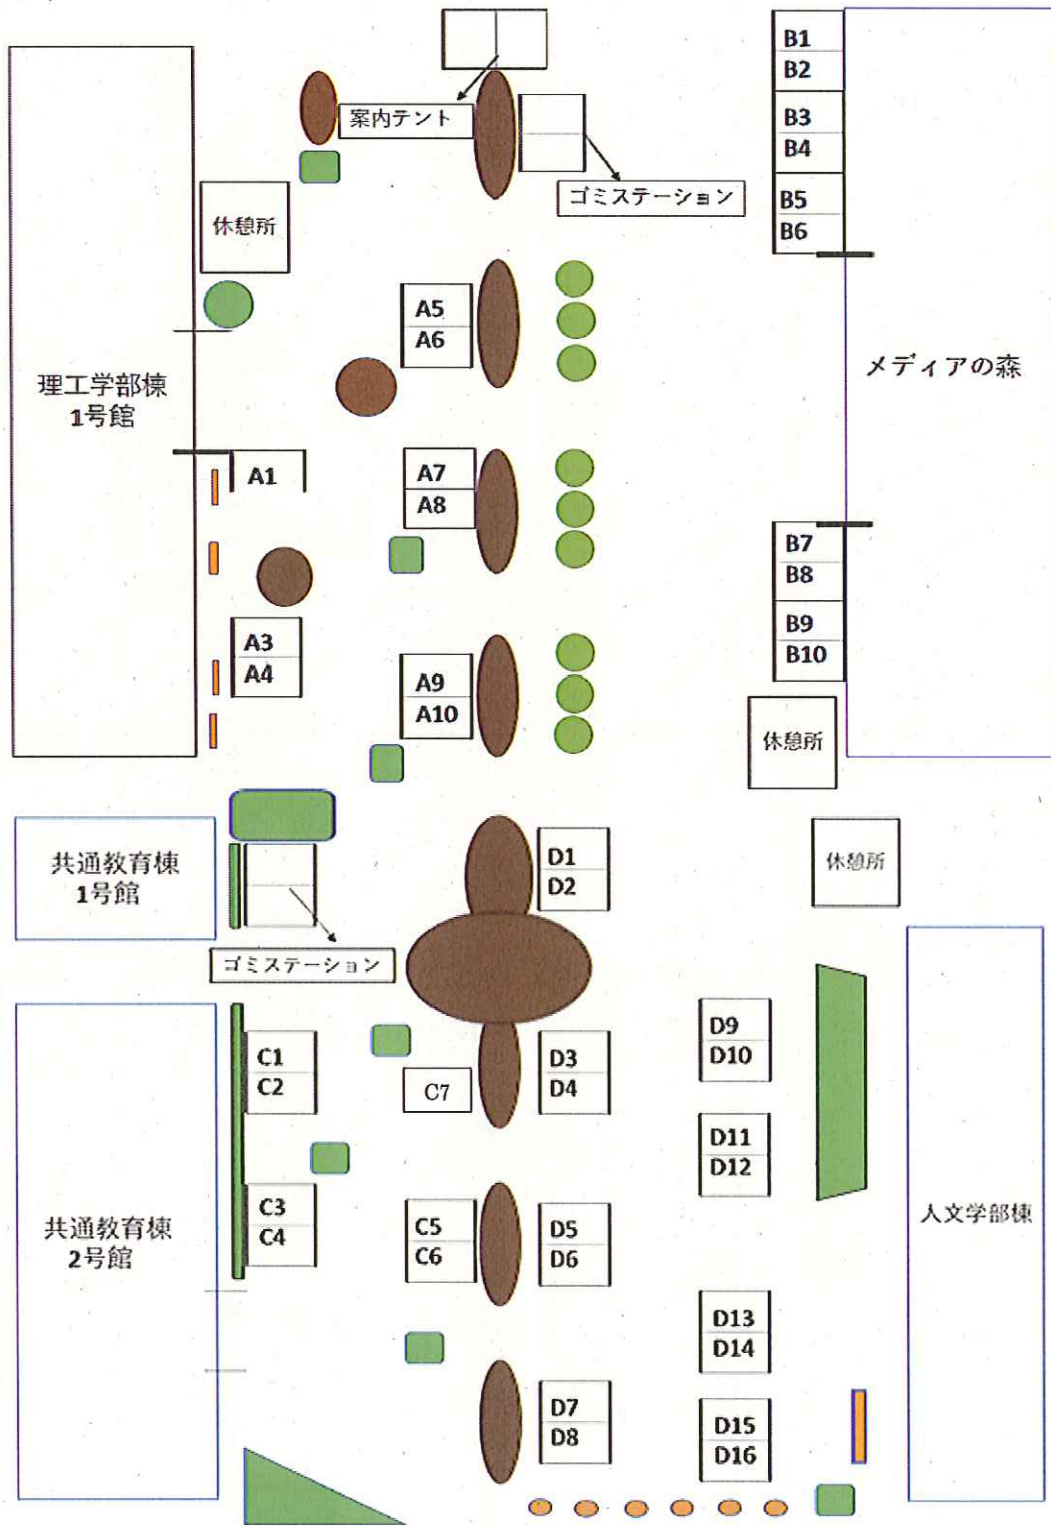 案内テント
ゴミステーション
B1
B2
B3
B4
B5
B6
休憩所
A5
A6
メディアの森
理工学部棟
1号館
A1
A7
A8
B7
B8
A3
A4
B9
B10
A9
A10
休憩所
共通教育棟
1号館
D1
D2
休憩所
ゴミステーション
C1
C2
C7
D3
D4
D9
D10
D11
D12
共通教育棟
2号館
C3
C4
C5
C6
D5
D6
人文学部棟
D13
D14
D7
D8
D15
D16